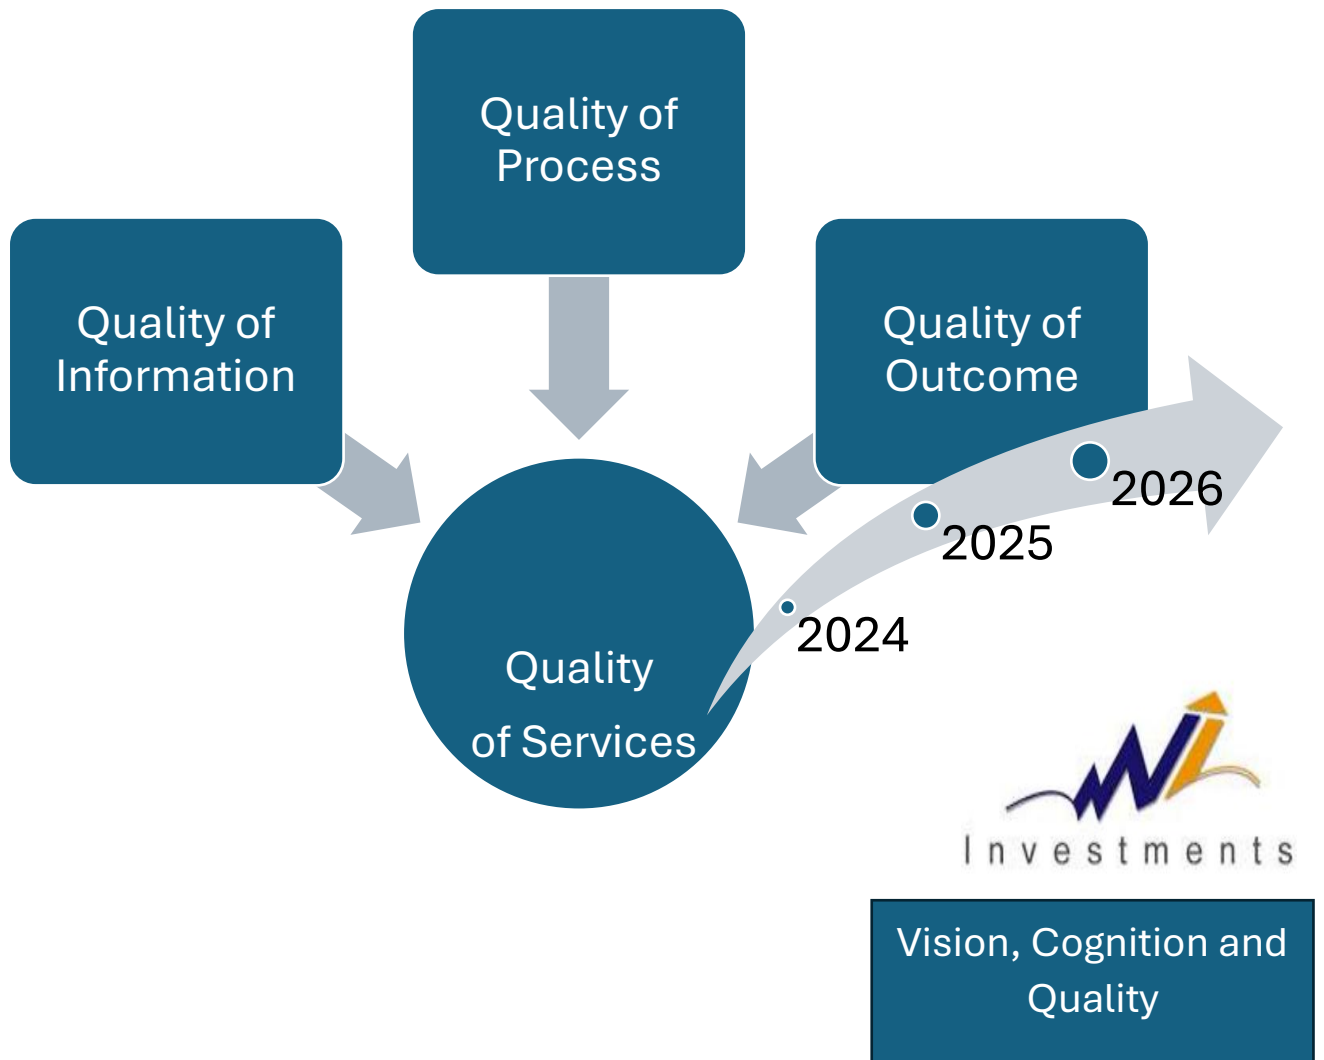 Quality of
Process
Quality of
Information
Quality of
Outcome
2026
2025
2024
Quality
of Services
Investments
Vision, Cognition and
Quality